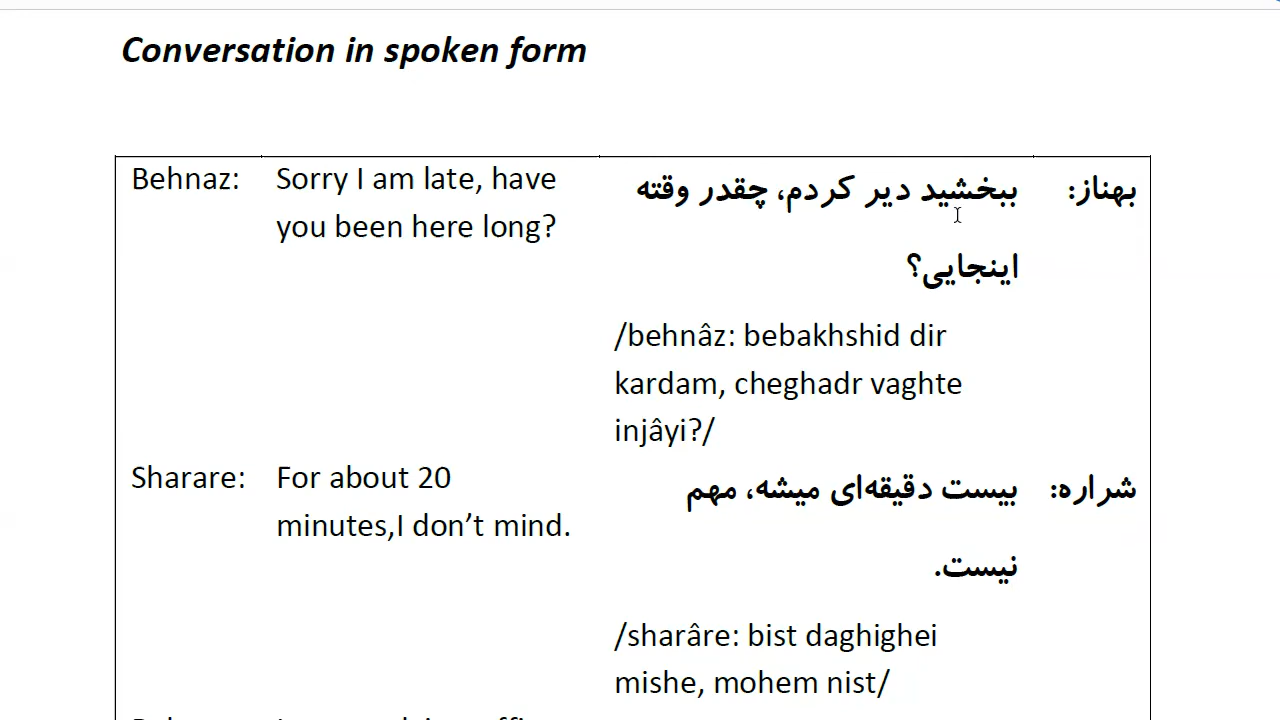 Conversation in spoken form
Behnaz:
Sorry I am late, have
you been here long?
ببخشید دیر کردم، چقدر وقته
اینجایی؟
/behnâz: bebakhshid dir
kardam, cheghadr vaghte
injâyi?/
بهناز:
Sharare:
For about 20
minutes,I don’t mind.
بیست دقیقه‌ای میشه، مهم
نیست.
/sharâre: bist daghighei
mishe, mohem nist/
شراره: